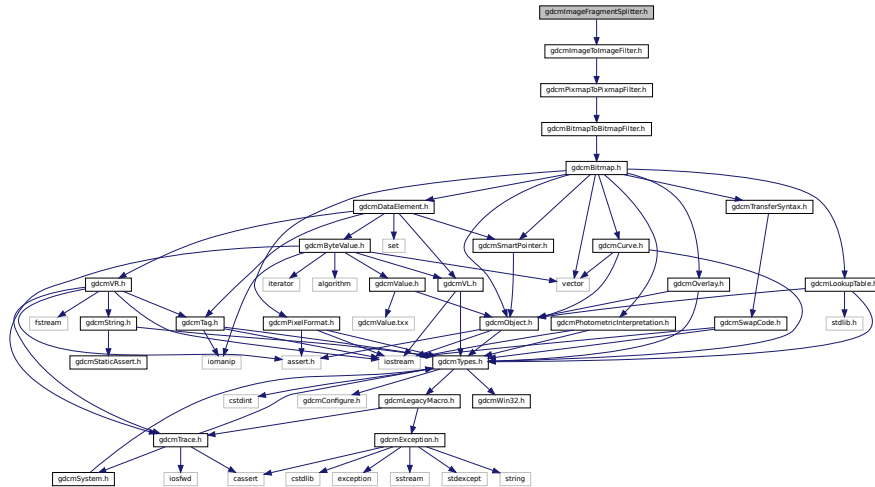 gdcmImageFragmentSplitter.h
gdcmImageToImageFilter.h
gdcmPixmapToPixmapFilter.h
gdcmBitmapToBitmapFilter.h
gdcmBitmap.h
gdcmDataElement.h
gdcmTransferSyntax.h
gdcmByteValue.h
set
gdcmSmartPointer.h
gdcmCurve.h
gdcmVR.h
iterator
algorithm
gdcmValue.h
gdcmVL.h
vector
gdcmOverlay.h
gdcmLookupTable.h
fstream
gdcmString.h
gdcmTag.h
gdcmPixelFormat.h
gdcmValue.txx
gdcmObject.h
gdcmPhotometricInterpretation.h
gdcmSwapCode.h
stdlib.h
gdcmStaticAssert.h
iomanip
assert.h
iostream
gdcmTypes.h
cstdint
gdcmConfigure.h
gdcmLegacyMacro.h
gdcmWin32.h
gdcmTrace.h
gdcmException.h
gdcmSystem.h
iosfwd
cassert
cstdlib
exception
sstream
stdexcept
string